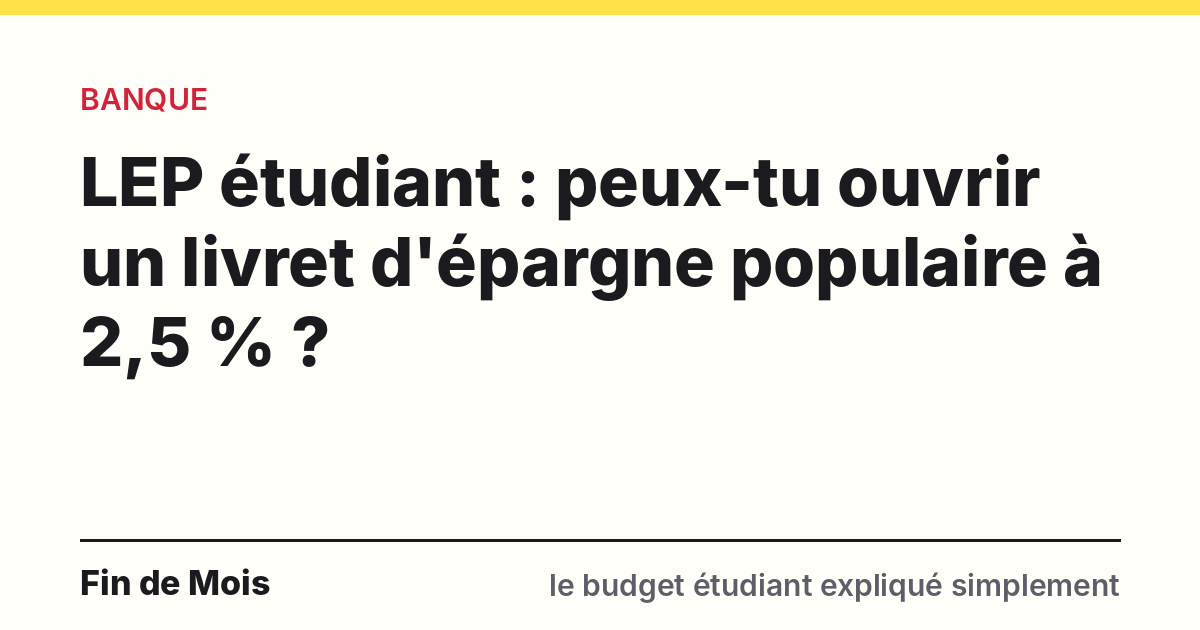 BANQUE
LEP étudiant : peux-tu ouvrir
un livret d'épargne populaire à
2,5 % ?
Fin de Mois
le budget étudiant expliqué simplement